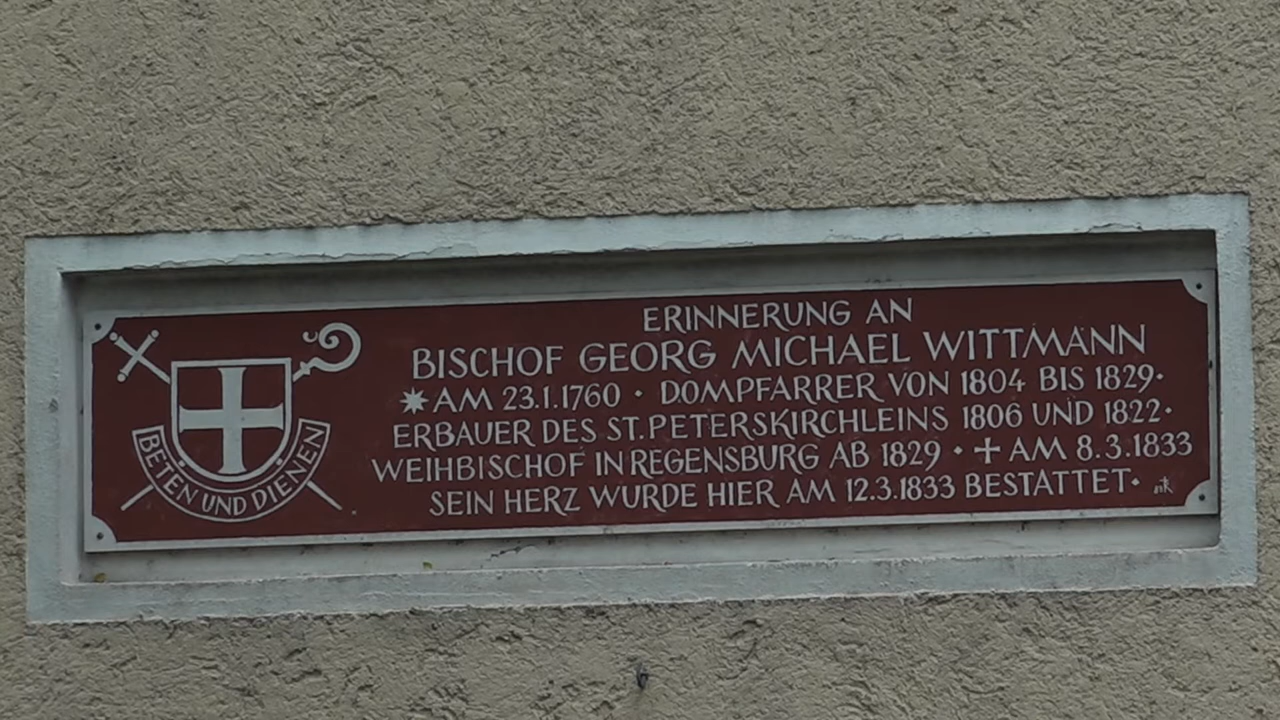 ERINNERUNG AN
BISCHOF GEORG MICHAEL WITTMANN
✷ AM 23.1.1760 • DOMPFARRER VON 1804 BIS 1829•
ERBAUER DES ST. PETERSKIRCHLEINS 1806 UND 1822•
WEIHBISCHOF IN REGENSBURG AB 1829 • + AM 8.3.1833
SEIN HERZ WURDE HIER AM 12.3.1833 BESTATTET•
BETEN UND DIENEN